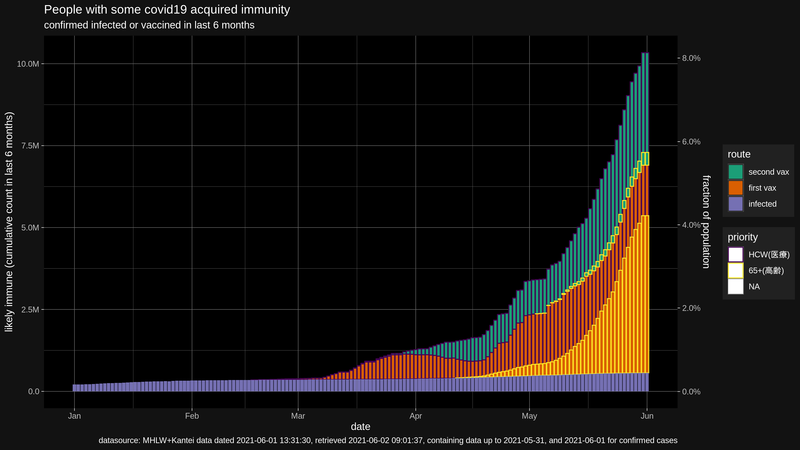 People with some covid19 acquired immunity
confirmed infected or vaccined in last 6 months
likely immune (cumulative count in last 6 months)
10.0M
7.5M
5.0M
2.5M
0.0
8.0%
6.0%
4.0%
2.0%
0.0%
fraction of population
Jan
Feb
Mar
Apr
May
Jun
date
route
second vax
first vax
infected
priority
HCW(医療)
65+(高齢)
NA
datasource: MHLW+Kantei data dated 2021-06-01 13:31:30, retrieved 2021-06-02 09:01:37, containing data up to 2021-05-31, and 2021-06-01 for confirmed cases